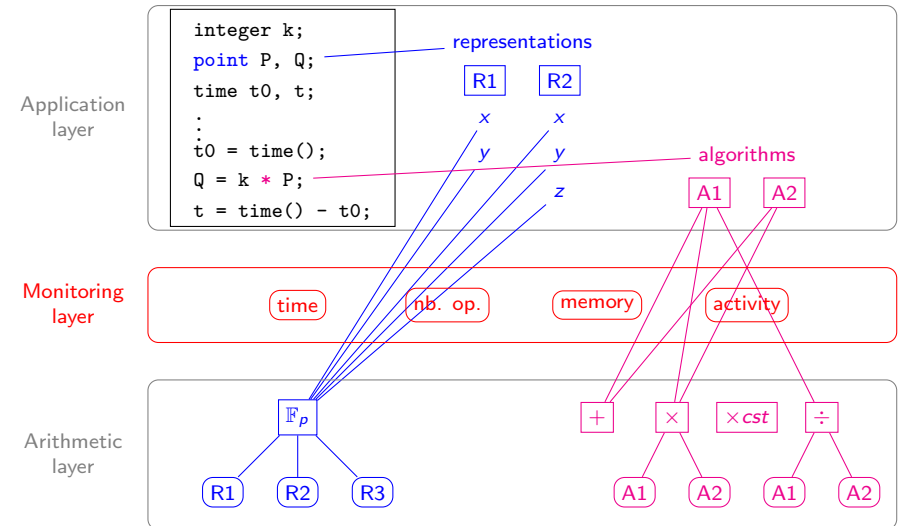 Application
layer
integer k;
point P, Q;
time t0, t;
.
.
.
t0 = time();
Q = k * P;
t = time() - t0;
representations
R1 R2
x x
y y
z
algorithms
A1 A2
Monitoring
layer
time nb. op. memory activity
Arithmetic
layer
𝔽p + × ×cst ÷
R1 R2 R3 A1 A2 A1 A2